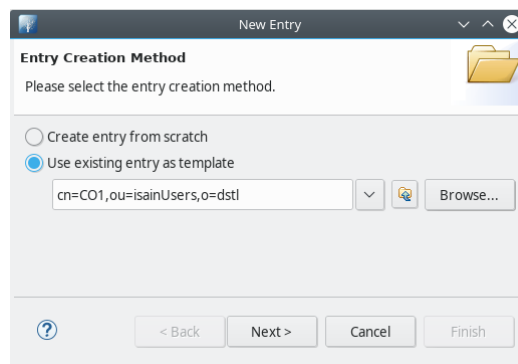 New Entry
Entry Creation Method
Please select the entry creation method.
Create entry from scratch
Use existing entry as template
cn=CO1,ou=isainUsers,o=dstl
Browse...
?
< Back
Next >
Cancel
Finish